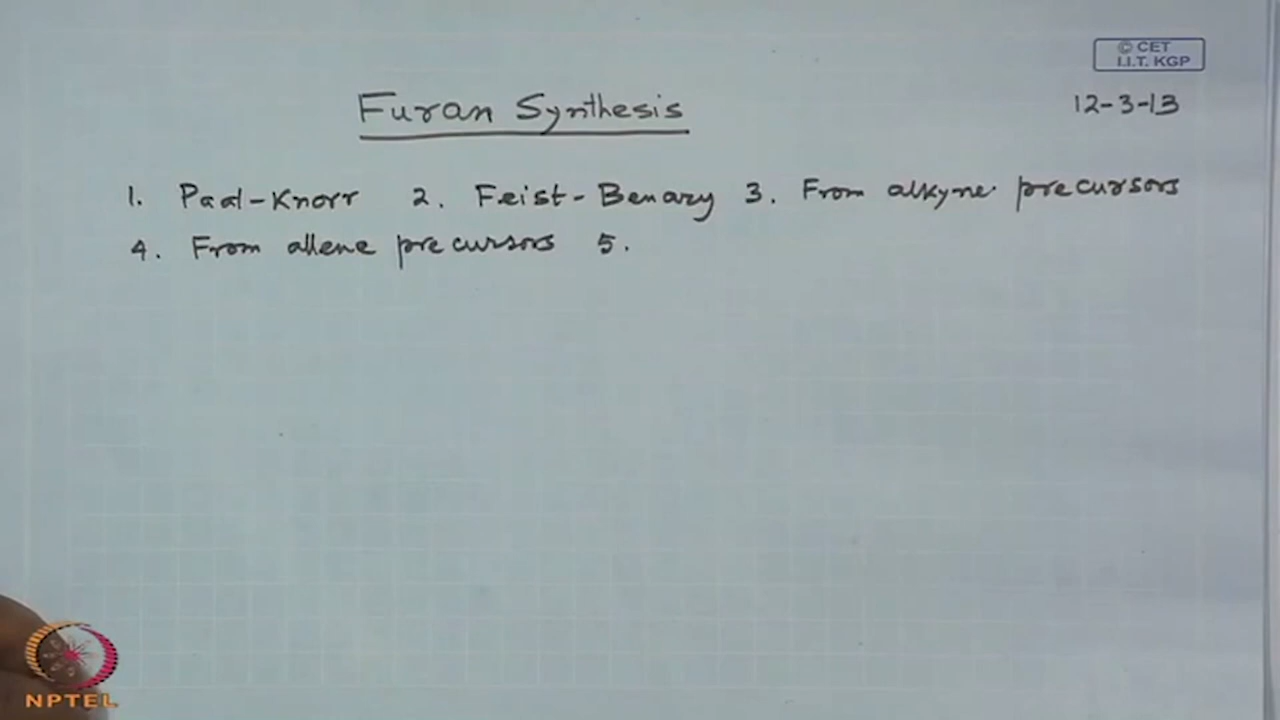 © CET
I.I.T. KGP
Furan Synthesis
12-3-13
1. Paal-Knorr 2. Feist-Benary 3. From alkyne precursors
4. From allene precursors 5.
NPTEL